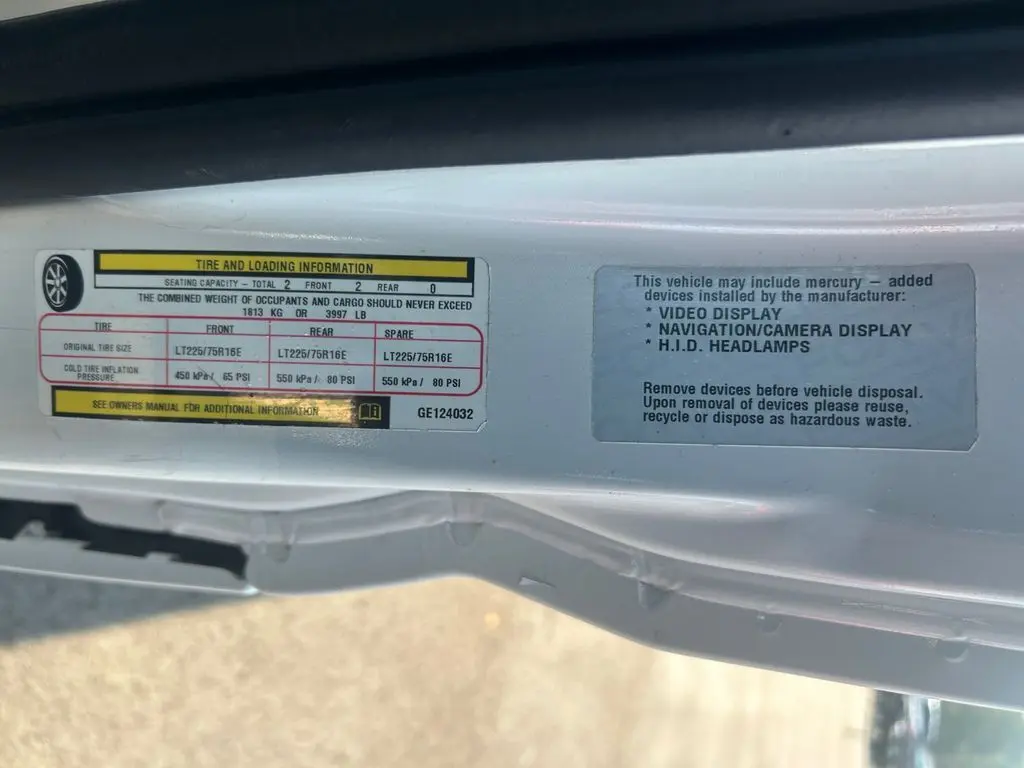 TIRE AND LOADING INFORMATION
SEATING CAPACITY – TOTAL 2 FRONT 2 REAR 0
THE COMBINED WEIGHT OF OCCUPANTS AND CARGO SHOULD NEVER EXCEED
1813 KG OR 3997 LB
TIRE FRONT REAR SPARE
ORIGINAL TIRE SIZE LT225/75R16E LT225/75R16E LT225/75R16E
COLD TIRE INFLATION PRESSURE 450 kPa / 65 PSI 550 kPa / 80 PSI 550 kPa / 80 PSI
SEE OWNERS MANUAL FOR ADDITIONAL INFORMATION GE124032
This vehicle may include mercury – added
devices installed by the manufacturer:
* VIDEO DISPLAY
* NAVIGATION/CAMERA DISPLAY
* H.I.D. HEADLAMPS
Remove devices before vehicle disposal.
Upon removal of devices please reuse,
recycle or dispose as hazardous waste.